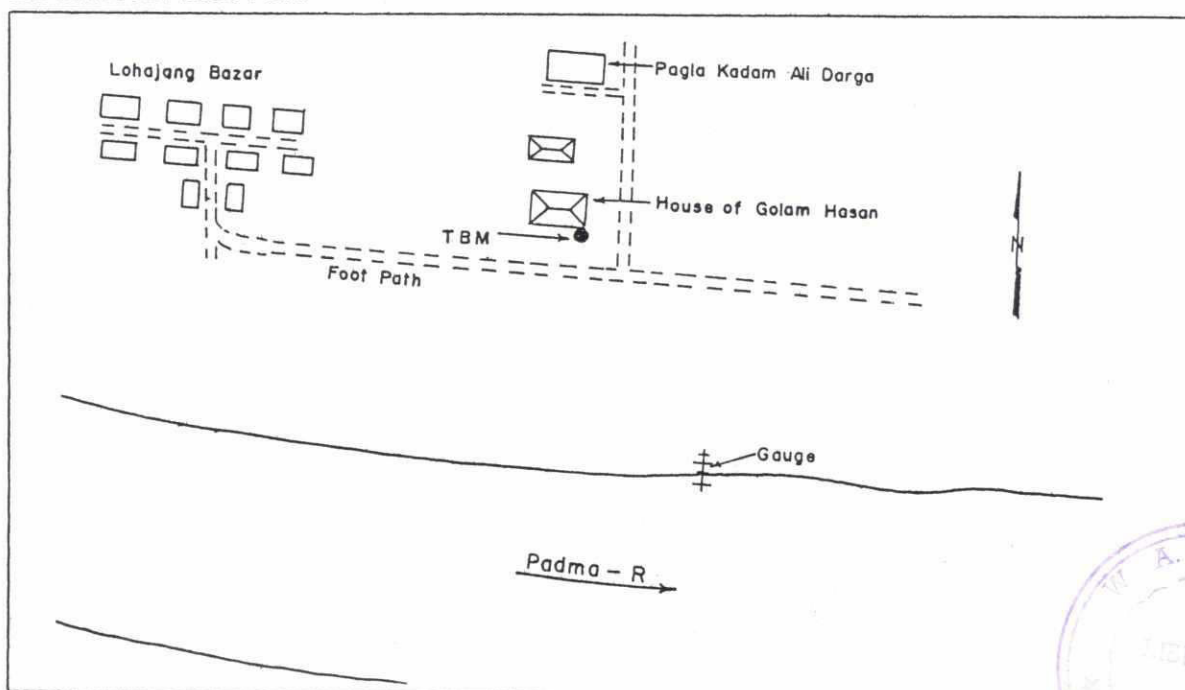 Lohajang Bazar
Pagla Kadam Ali Darga
House of Golam Hasan
TBM
Foot Path
N
Gauge
Padma - R
W A.